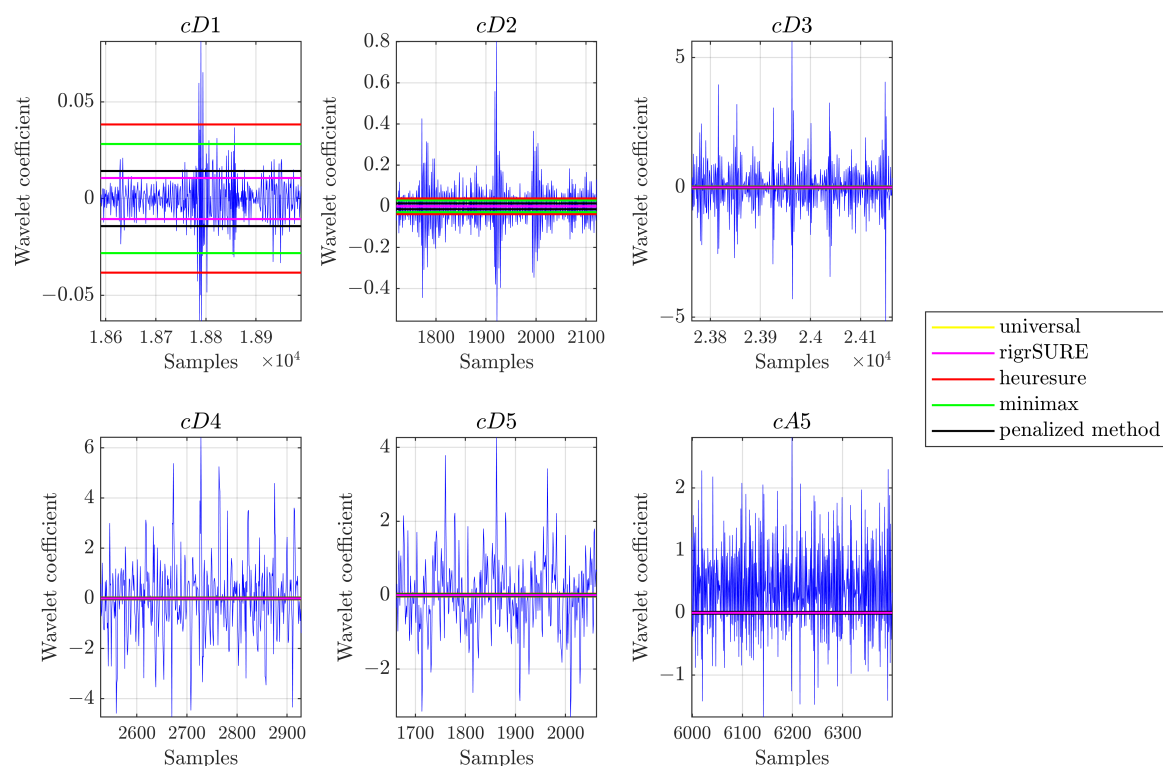 cD1
cD2
cD3
Wavelet coefficient
0.05
0
−0.05
1.86 1.87 1.88 1.89
Samples ×10⁴
Wavelet coefficient
0.8
0.6
0.4
0.2
0
−0.2
−0.4
1800 1900 2000 2100
Samples
Wavelet coefficient
5
0
−5
2.38 2.39 2.4 2.41
Samples ×10⁴
universal
rigrSURE
heuresure
minimax
penalized method
cD4
cD5
cA5
Wavelet coefficient
6
4
2
0
−2
−4
2600 2700 2800 2900
Samples
Wavelet coefficient
4
2
0
−2
1700 1800 1900 2000
Samples
Wavelet coefficient
2
1
0
−1
6000 6100 6200 6300
Samples